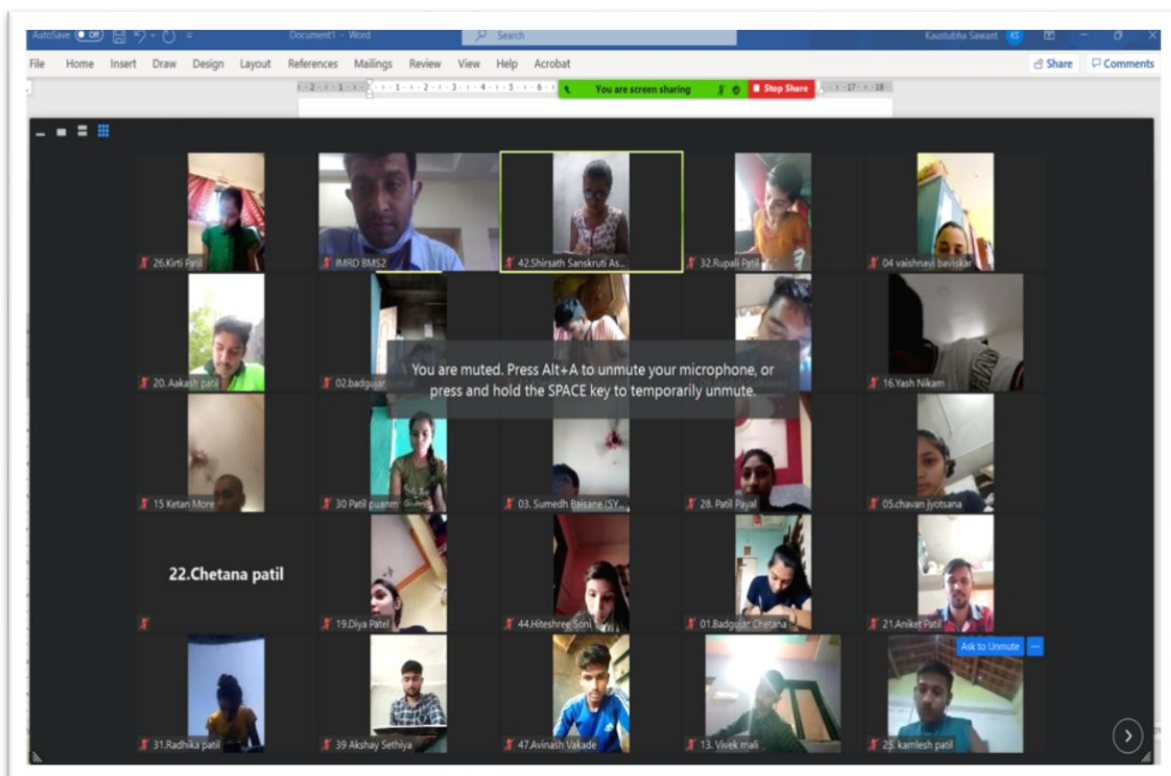 AutoSave Off Document1 - Word Search Kaustubha Sawant KS
File Home Insert Draw Design Layout References Mailings Review View Help Acrobat Share Comments
You are screen sharing Stop Share
26.Kirti Patil
IMRD BMS2
42.Shirsath Sanskruti As...
32.Rupali Patil
04 vaishnavi baviskar
20. Aakash patil
02.badgujar
16.Yash Nikam
You are muted. Press Alt+A to unmute your microphone, or
press and hold the SPACE key to temporarily unmute.
15 Ketan More
30 Patil puanm
03. Sumedh Baisane (SY...
28. Patil Payal
05.chavan jyotsana
22.Chetana patil
19.Diya Patel
44.Hiteshree Soni
01.Badgujar Chetana
21.Aniket Patil
Ask to Unmute
31.Radhika patil
39 Akshay Sethiya
47.Avinash Vakade
13. Vivek mali
25. kamlesh patil